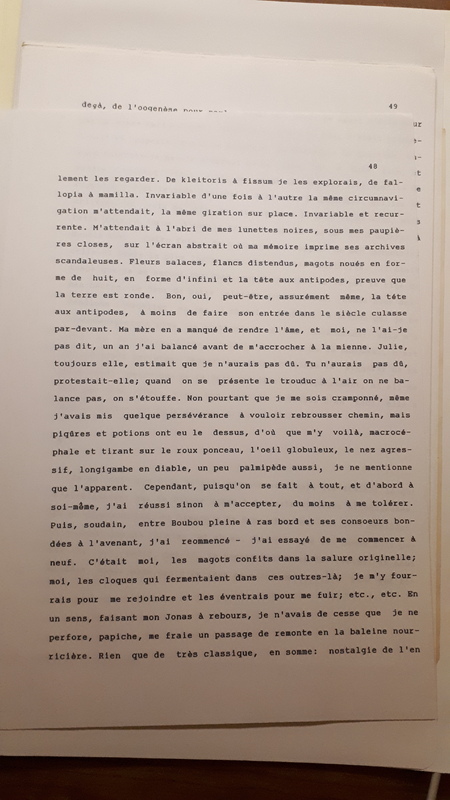 49
deçà, de l'oogenèse pour
ur
t
e
t
s
à
48
lement les regarder. De kleitoris à fissum je les explorais, de fal-
lopia à mamilla. Invariable d'une fois à l'autre la même circumnavi-
gation m'attendait, la même giration sur place. Invariable et recur-
rente. M'attendait à l'abri de mes lunettes noires, sous mes paupiè-
res closes, sur l'écran abstrait où ma mémoire imprime ses archives
scandaleuses. Fleurs salaces, flancs distendus, magots noués en for-
me de huit, en forme d'infini et la tête aux antipodes, preuve que
la terre est ronde. Bon, oui, peut-être, assurément même, la tête
aux antipodes, à moins de faire son entrée dans le siècle culasse
par-devant. Ma mère en a manqué de rendre l'âme, et moi, ne l'ai-je
pas dit, un an j'ai balancé avant de m'accrocher à la mienne. Julie,
toujours elle, estimait que je n'aurais pas dû. Tu n'aurais pas dû,
protestait-elle; quand on se présente le trouduc à l'air on ne ba-
lance pas, on s'étouffe. Non pourtant que je me sois cramponné, même
j'avais mis quelque persévérance à vouloir rebrousser chemin, mais
piqûres et potions ont eu le dessus, d'où que m'y voilà, macrocé-
phale et tirant sur le roux ponceau, l'oeil globuleux, le nez agres-
sif, longigambe en diable, un peu palmipède aussi, je ne mentionne
que l'apparent. Cependant, puisqu'on se fait à tout, et d'abord à
soi-même, j'ai réussi sinon à m'accepter, du moins à me tolérer.
Puis, soudain, entre Boubou pleine à ras bord et ses consoeurs bon-
dées à l'avenant, j'ai reommencé - j'ai essayé de me commencer à
neuf. C'était moi, les magots confits dans la salure originelle;
moi, les cloques qui fermentaient dans ces outres-là; je m'y four-
rais pour me rejoindre et les éventrais pour me fuir; etc., etc. En
un sens, faisant mon Jonas à rebours, je n'avais de cesse que je ne
perfore, papiche, me fraie un passage de remonte en la baleine nour-
ricière. Rien que de très classique, en somme: nostalgie de l'en